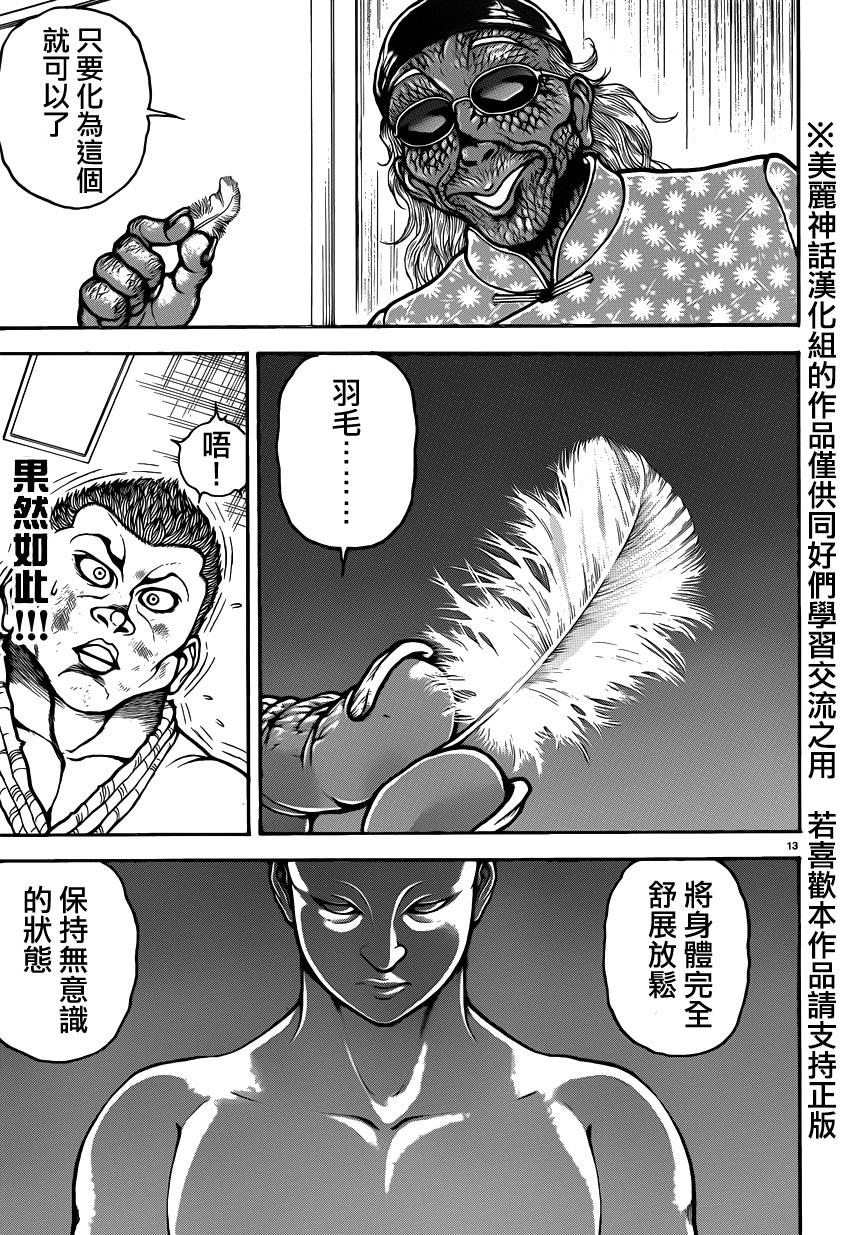 只要化為這個
就可以了
羽毛………
唔！
果然如此!!!
13
將身體完全
舒展放鬆
保持無意識
的狀態
※美麗神話漢化組的作品僅供同好們學習交流之用　若喜歡本作品請支持正版